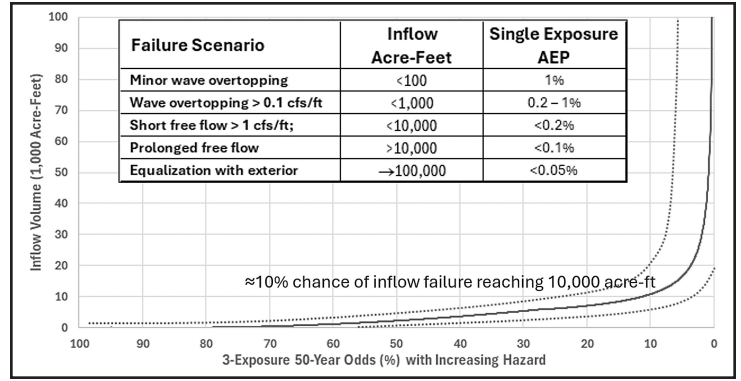 Failure Scenario
Inflow Acre-Feet
Single Exposure AEP
Minor wave overtopping <100 1%
Wave overtopping > 0.1 cfs/ft <1,000 0.2 – 1%
Short free flow > 1 cfs/ft; <10,000 <0.2%
Prolonged free flow >10,000 <0.1%
Equalization with exterior →100,000 <0.05%
≈10% chance of inflow failure reaching 10,000 acre-ft
Inflow Volume (1,000 Acre-Feet)
100
90
80
70
60
50
40
30
20
10
0
100 90 80 70 60 50 40 30 20 10 0
3-Exposure 50-Year Odds (%) with Increasing Hazard